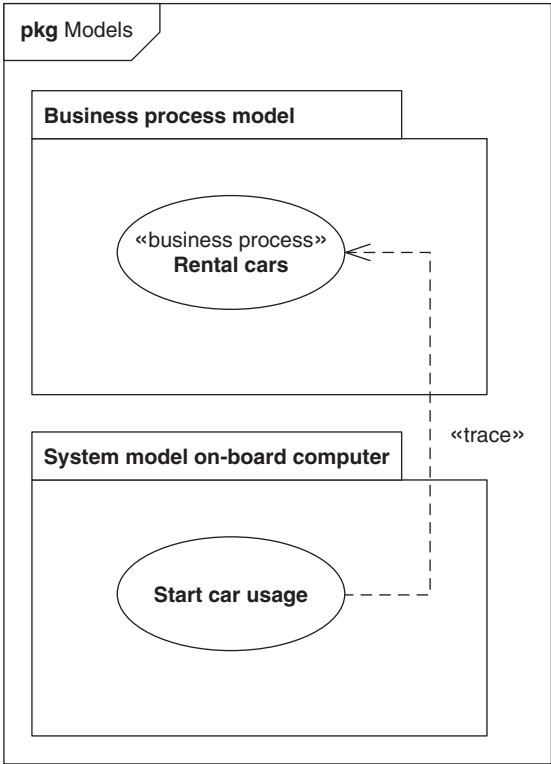 pkg Models
Business process model
«business process»
Rental cars
«trace»
System model on-board computer
Start car usage